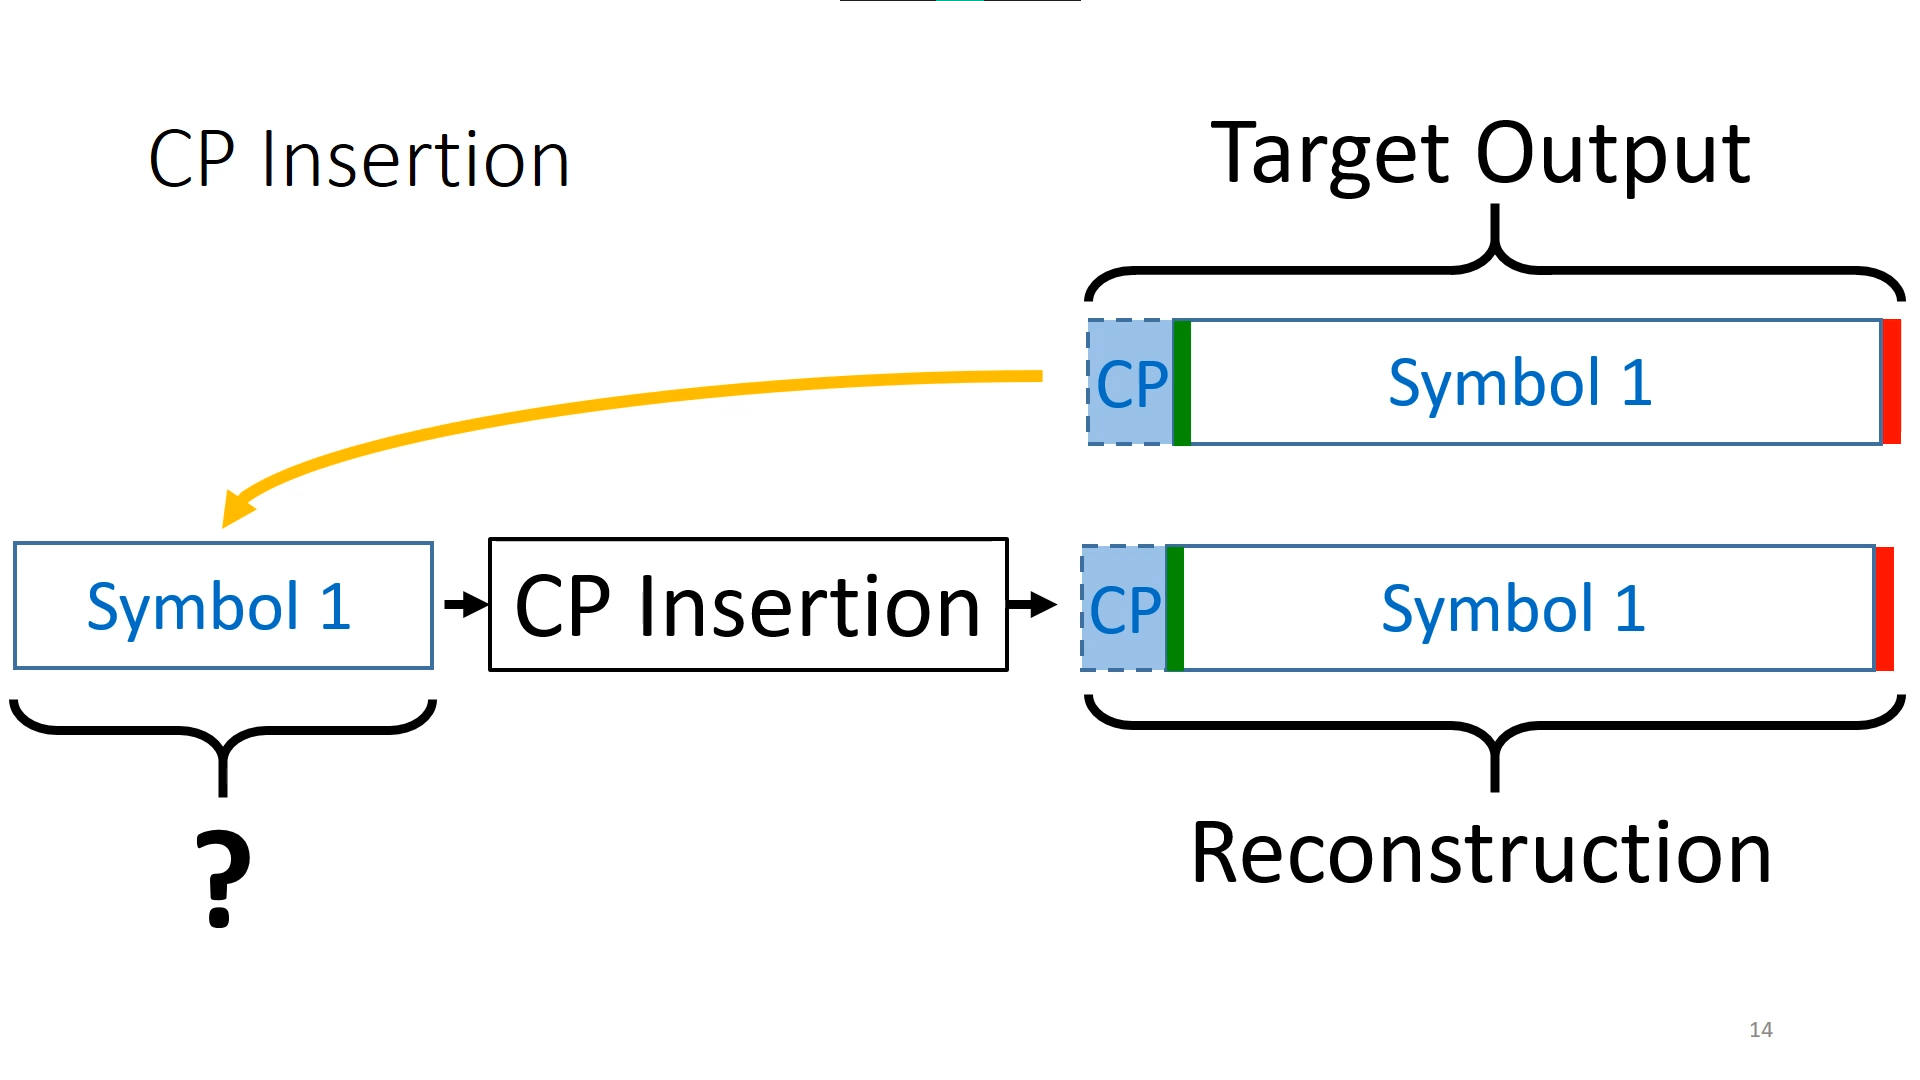 CP Insertion
Target Output
CP
Symbol 1
Symbol 1
CP Insertion
CP
Symbol 1
?
Reconstruction
14